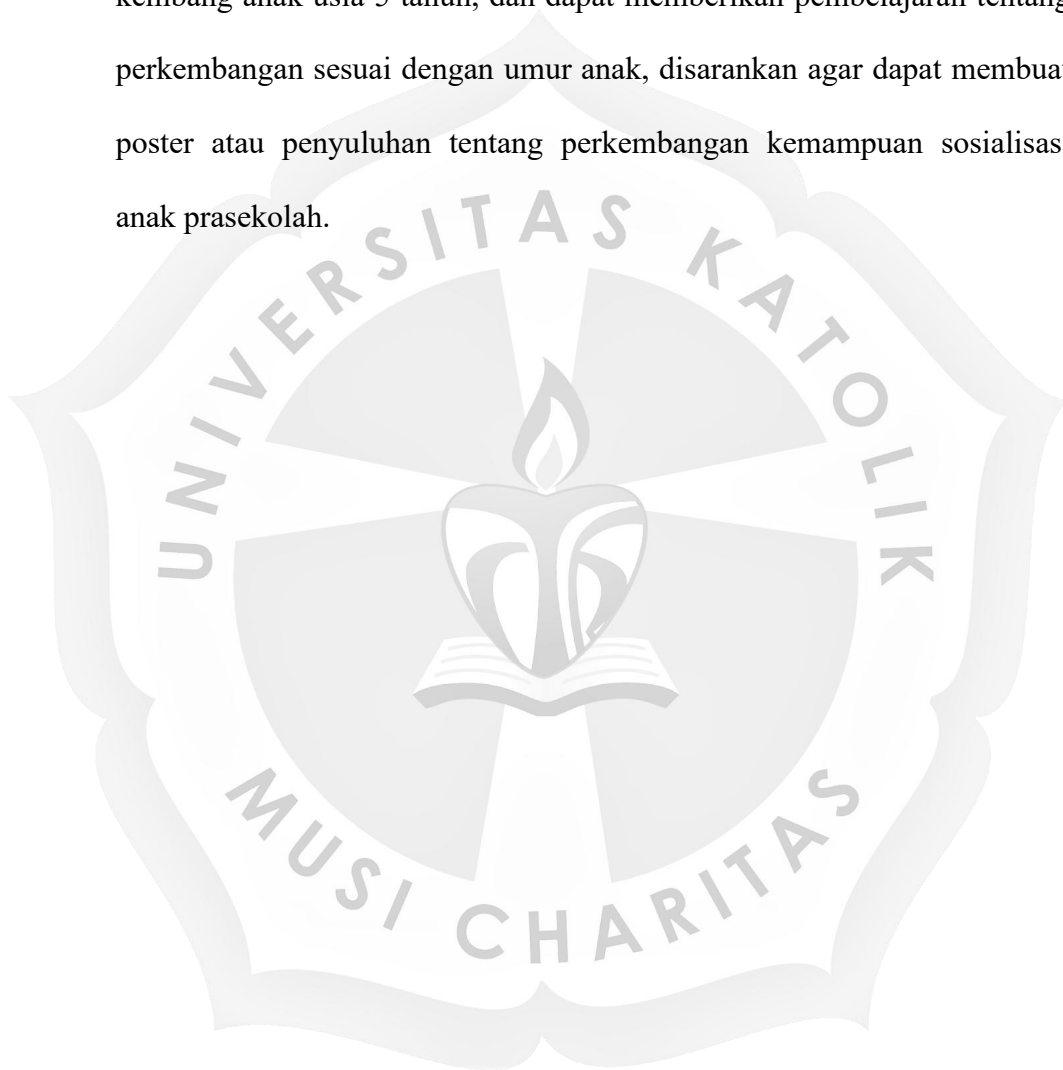 kembang anak usia 5 tahun, dan dapat memberikan pembelajaran tentang
perkembangan sesuai dengan umur anak, disarankan agar dapat membuat
poster atau penyuluhan tentang perkembangan kemampuan sosialisasi
anak prasekolah.
UNIVERSITAS KATOLIK
MUSI CHARITAS